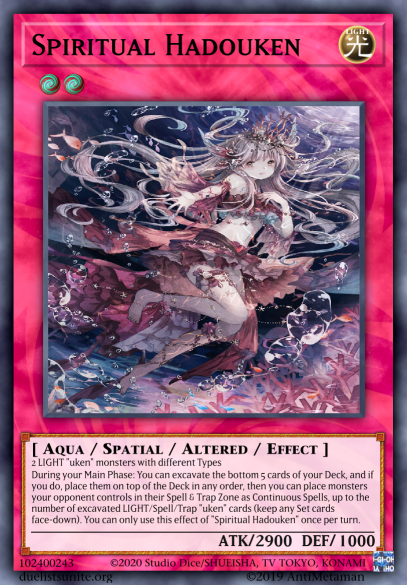 Spiritual Hadouken
LIGHT
光
[ Aqua / Spatial / Altered / Effect ]
2 LIGHT "uken" monsters with different Types
During your Main Phase: You can excavate the bottom 5 cards of your Deck, and if
you do, place them on top of the Deck in any order, then you can place monsters
your opponent controls in their Spell & Trap Zone as Continuous Spells, up to the
number of excavated LIGHT/Spell/Trap "uken" cards (keep any Set cards
face-down). You can only use this effect of "Spiritual Hadouken" once per turn.
ATK/2900 DEF/1000
102400243
©2020 Studio Dice/SHUEISHA, TV TOKYO, KONAMI
duelistsunite.org
©2019 AntiMetaman